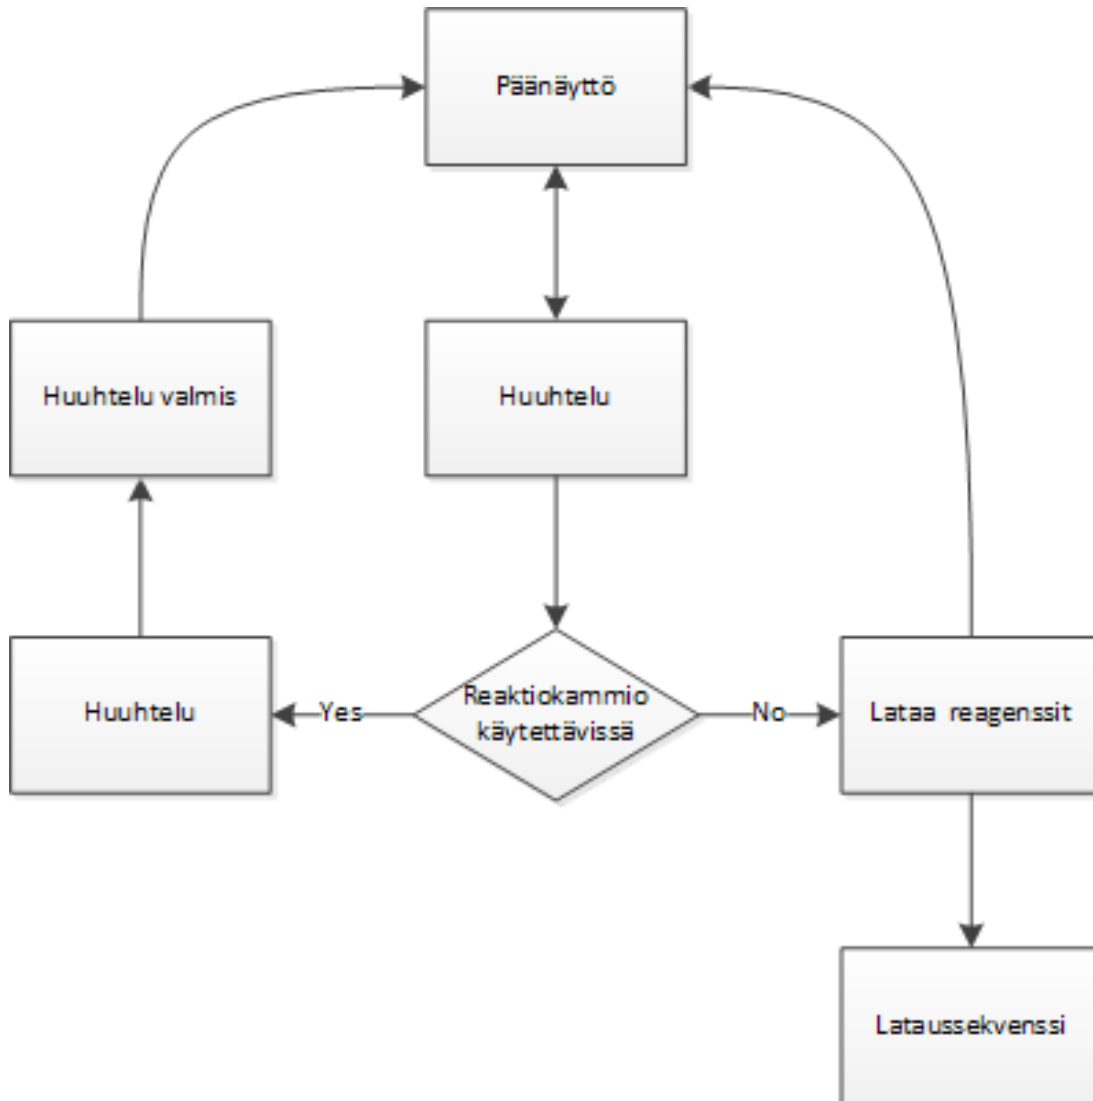 Päänäyttö
Huuhtelu valmis
Huuhtelu
Huuhtelu
Yes
Reaktiokammio
käytettävissä
No
Lataa reagenssit
Lataussekvenssi